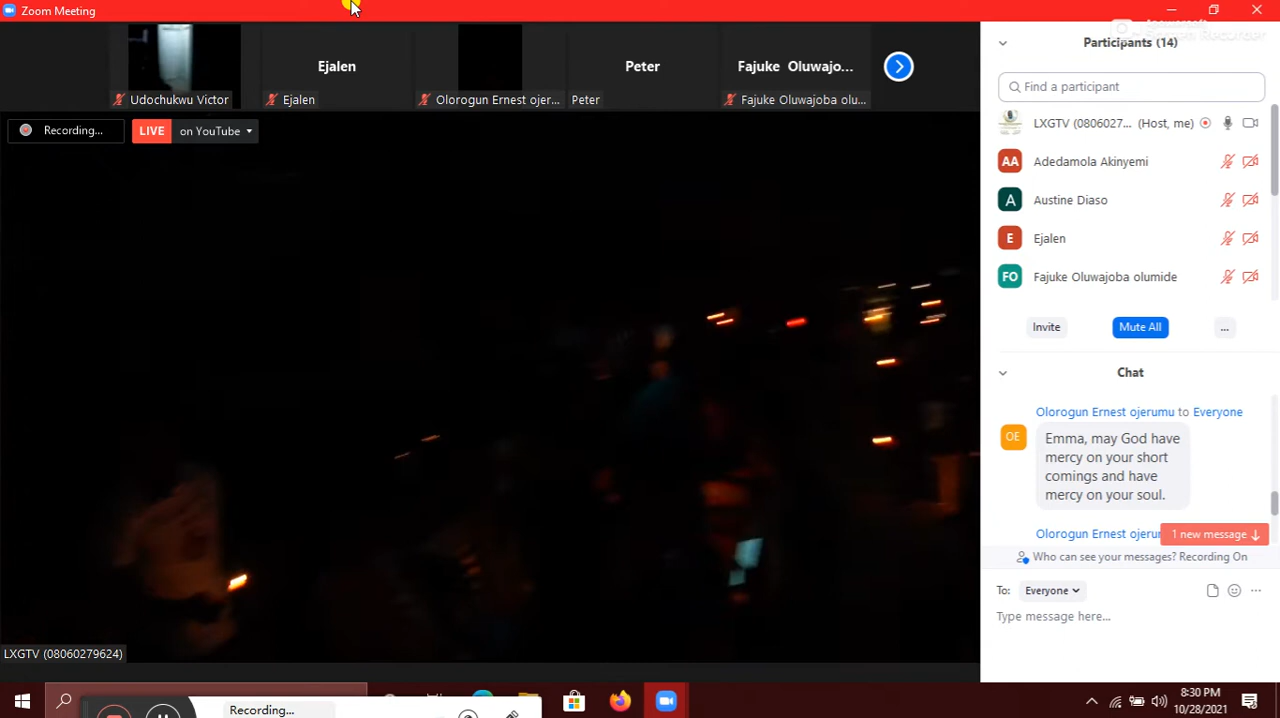 Zoom Meeting
Udochukwu Victor
Ejalen
Ejalen
Olorogun Ernest ojer...
Peter
Peter
Fajuke Oluwajo...
Fajuke Oluwajoba olu...
Recording...
LIVE on YouTube
LXGTV (08060279624)
Participants (14)
Find a participant
LXGTV (0806027... (Host, me)
AA Adedamola Akinyemi
A Austine Diaso
E Ejalen
FO Fajuke Oluwajoba olumide
Invite
Mute All
...
Chat
Olorogun Ernest ojerumu to Everyone
OE
Emma, may God have
mercy on your short
comings and have
mercy on your soul.
Olorogun Ernest
1 new message
Who can see your messages? Recording On
To: Everyone
Type message here...
Recording...
8:30 PM
10/28/2021